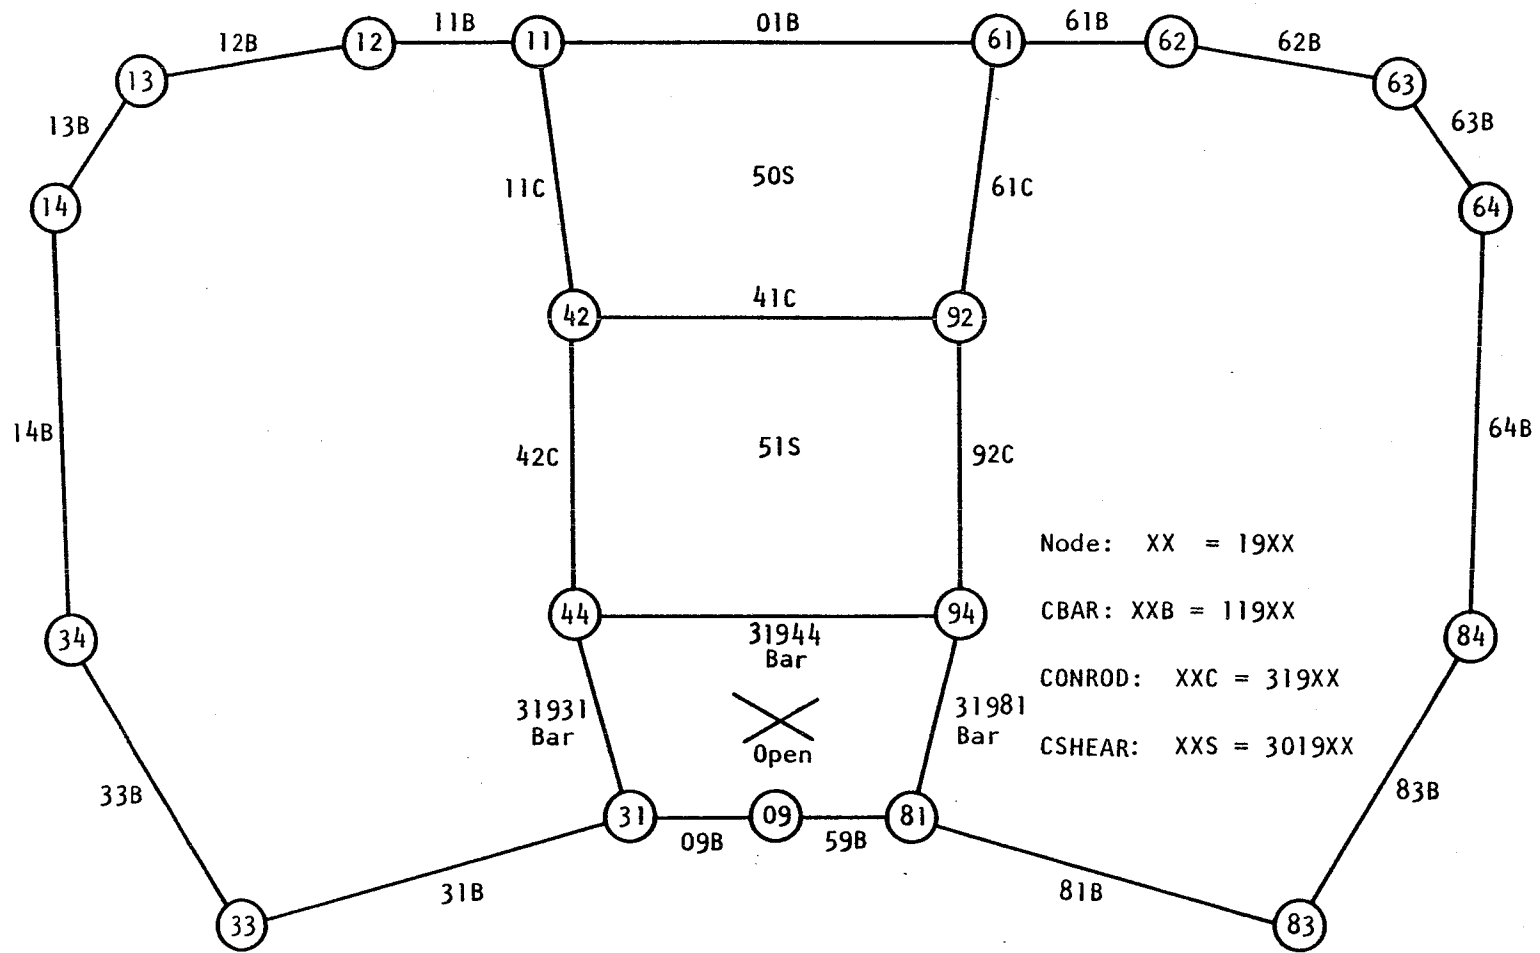 11B
01B
61B
12
11
61
62
12B
62B
13
63
13B
63B
14
11C
50S
61C
64
41C
42
92
14B
42C
51S
92C
64B
Node: XX = 19XX
CBAR: XXB = 119XX
44
94
31944
Bar
34
84
CONROD: XXC = 319XX
31931
Bar
31981
Bar
CSHEAR: XXS = 3019XX
Open
33B
83B
31
09
81
09B
59B
31B
81B
33
83